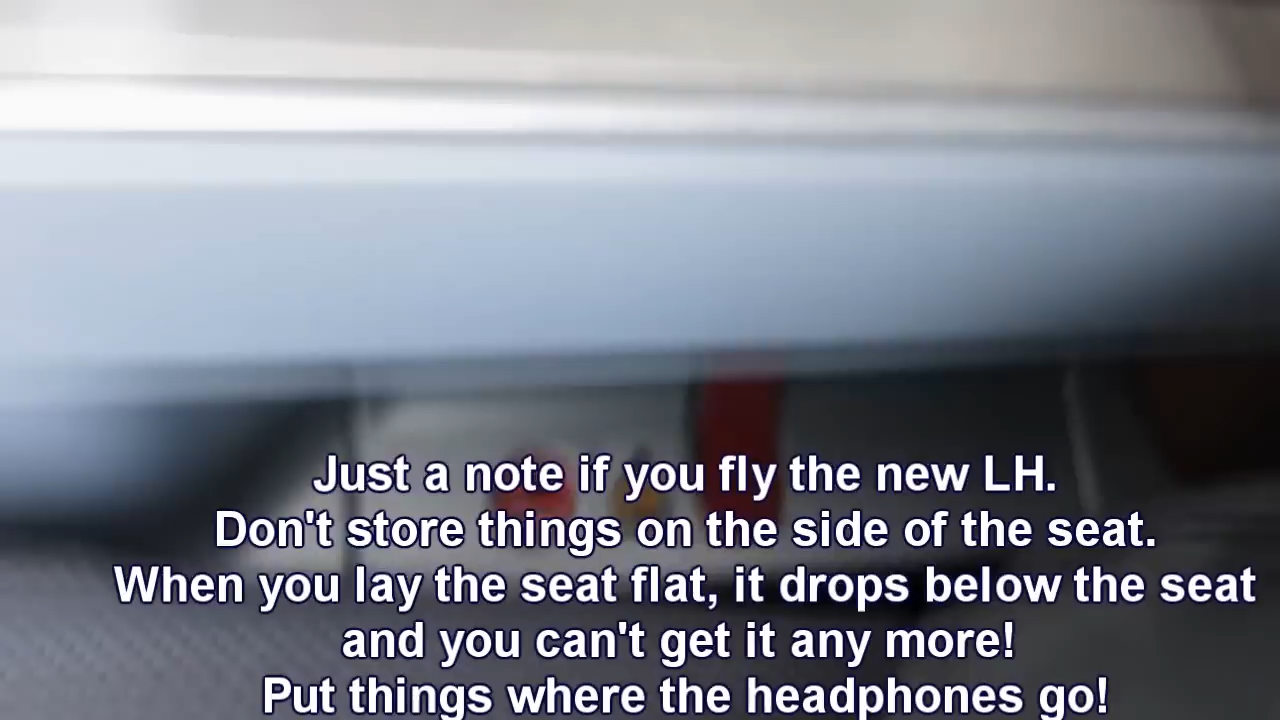 Just a note if you fly the new LH.
Don't store things on the side of the seat.
When you lay the seat flat, it drops below the seat
and you can't get it any more!
Put things where the headphones go!